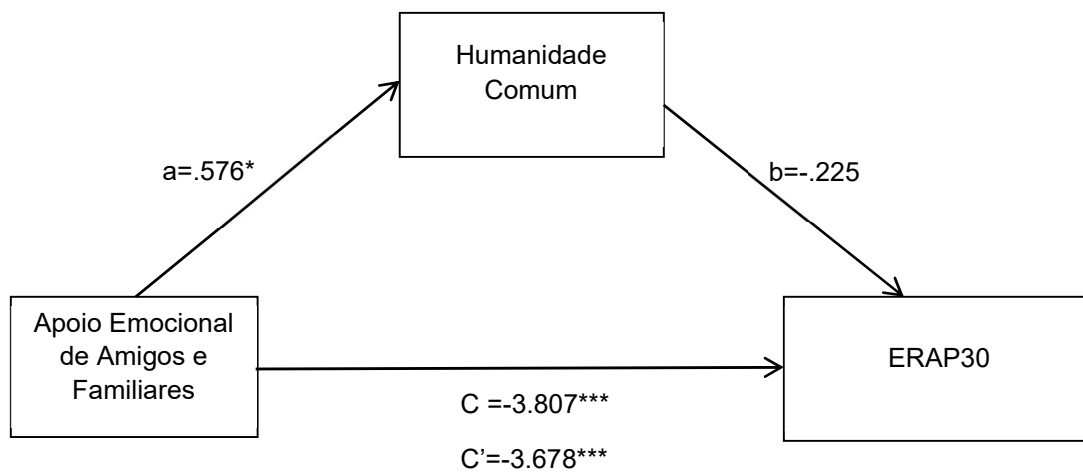 Humanidade
Comum
a=.576*
b=-.225
Apoio Emocional
de Amigos e
Familiares
ERAP30
C =-3.807***
C’=-3.678***